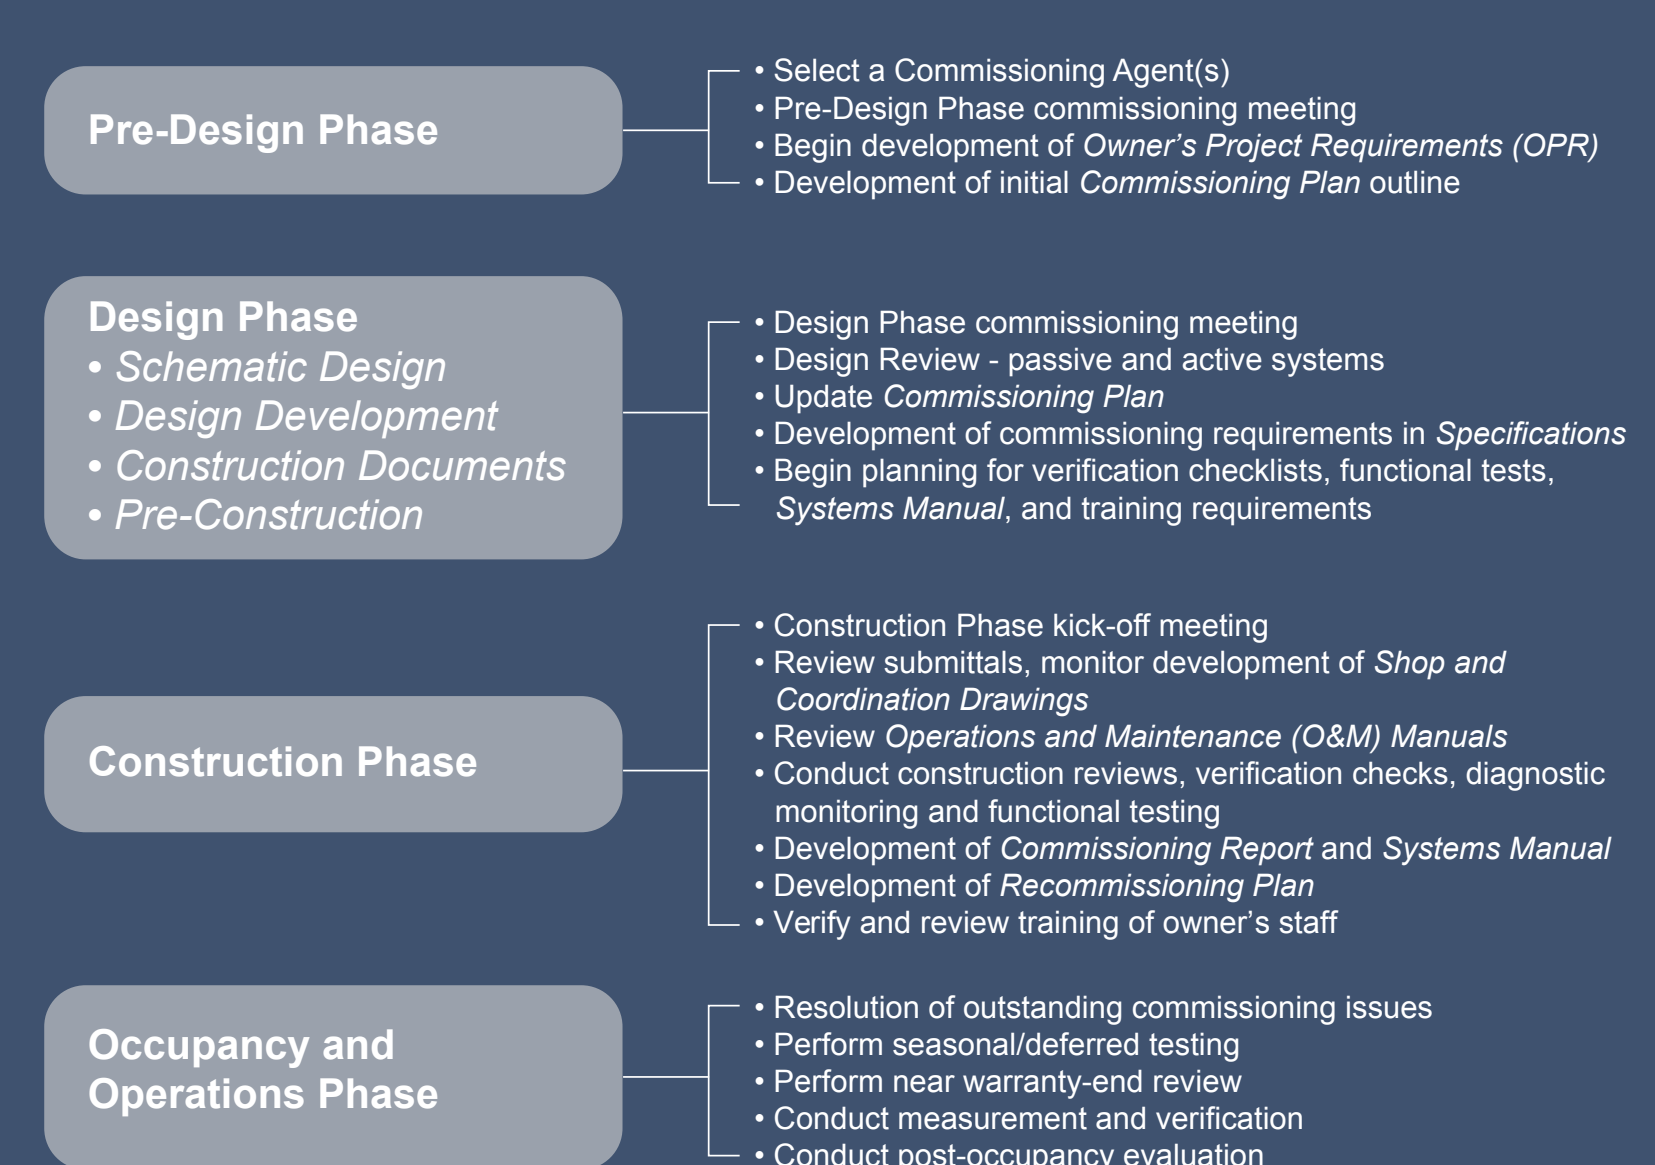 Pre-Design Phase
• Select a Commissioning Agent(s)
• Pre-Design Phase commissioning meeting
• Begin development of Owner’s Project Requirements (OPR)
• Development of initial Commissioning Plan outline
Design Phase
• Schematic Design
• Design Development
• Construction Documents
• Pre-Construction
• Design Phase commissioning meeting
• Design Review - passive and active systems
• Update Commissioning Plan
• Development of commissioning requirements in Specifications
• Begin planning for verification checklists, functional tests,
Systems Manual, and training requirements
Construction Phase
• Construction Phase kick-off meeting
• Review submittals, monitor development of Shop and
Coordination Drawings
• Review Operations and Maintenance (O&M) Manuals
• Conduct construction reviews, verification checks, diagnostic
monitoring and functional testing
• Development of Commissioning Report and Systems Manual
• Development of Recommissioning Plan
• Verify and review training of owner’s staff
Occupancy and
Operations Phase
• Resolution of outstanding commissioning issues
• Perform seasonal/deferred testing
• Perform near warranty-end review
• Conduct measurement and verification
• Conduct post-occupancy evaluation